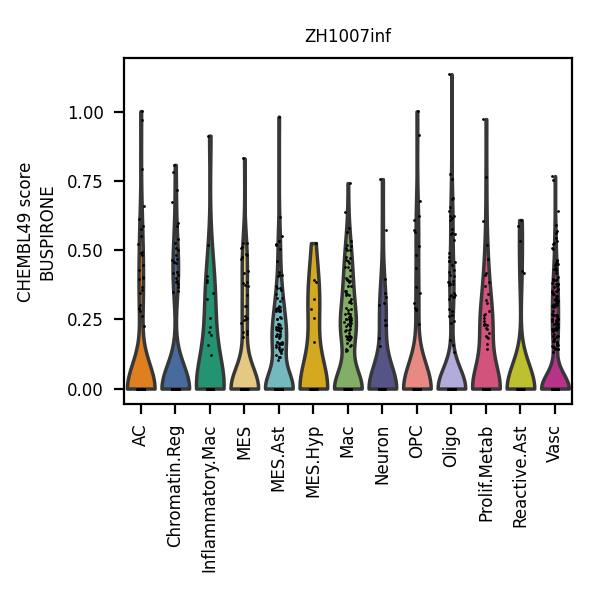 ZH1007inf
CHEMBL49 score
BUSPIRONE
1.00
0.75
0.50
0.25
0.00
AC
Chromatin.Reg
Inflammatory.Mac
MES
MES.Ast
MES.Hyp
Mac
Neuron
OPC
Oligo
Prolif.Metab
Reactive.Ast
Vasc